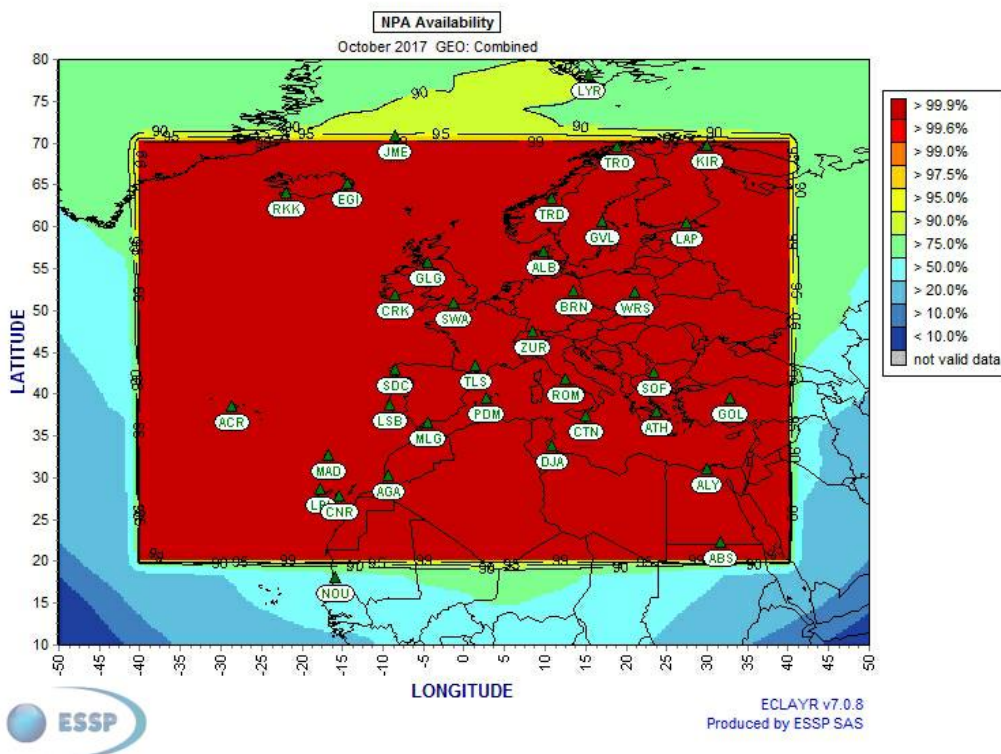 NPA Availability
October 2017 GEO: Combined
LATITUDE
80
75
70
65
60
55
50
45
40
35
30
25
20
15
10
> 99.9%
> 99.6%
> 99.0%
> 97.5%
> 95.0%
> 90.0%
> 75.0%
> 50.0%
> 20.0%
> 10.0%
< 10.0%
not valid data
90
LYR
90
95
95
99
90
90
JME
TRO
KIR
EGI
RKK
TRD
GVL
LAP
ALB
GLG
CRK
SWA
BRN
WRS
ZUR
SDC
TLS
ROM
SOF
GOL
ACR
LSB
PDM
MLG
CTN
ATH
DJA
MAD
AGA
ALY
CNR
ABS
NOU
-50 -45 -40 -35 -30 -25 -20 -15 -10 -5 0 5 10 15 20 25 30 35 40 45 50
LONGITUDE
ESSP
ECLAYR v7.0.8
Produced by ESSP SAS